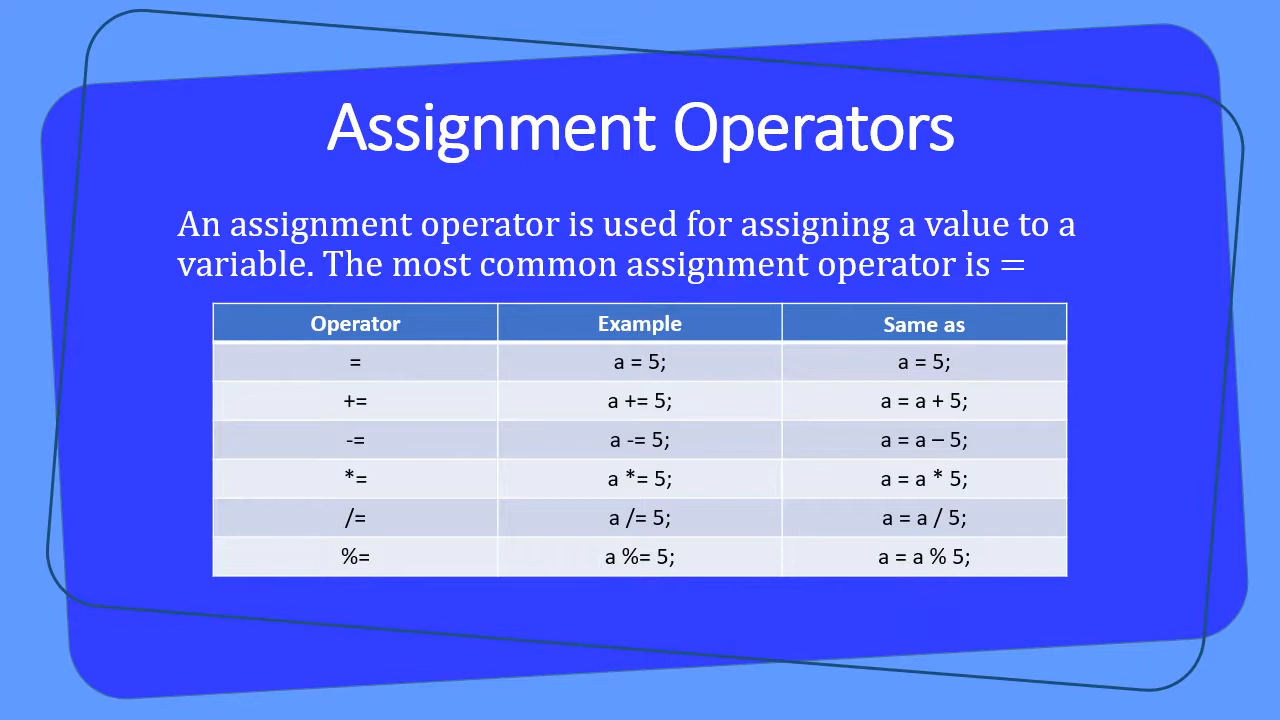 Assignment Operators
An assignment operator is used for assigning a value to a
variable. The most common assignment operator is =
Operator Example Same as
= a = 5; a = 5;
+= a += 5; a = a + 5;
-= a -= 5; a = a – 5;
*= a *= 5; a = a * 5;
/= a /= 5; a = a / 5;
%= a %= 5; a = a % 5;